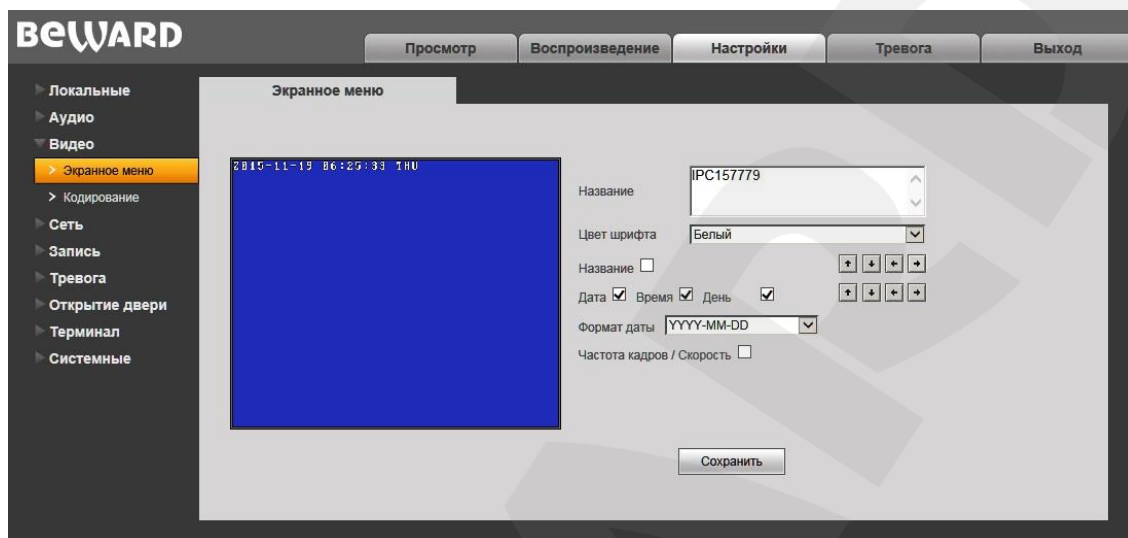 BEWARD
Просмотр Воспроизведение Настройки Тревога Выход
Локальные
Аудио
Видео
> Экранное меню
> Кодирование
Сеть
Запись
Тревога
Открытие двери
Терминал
Системные
Экранное меню
2015-11-19 06:25:33 THU
Название IPC157779
Цвет шрифта Белый
Название
Дата Время День
Формат даты YYYY-MM-DD
Частота кадров / Скорость
Сохранить